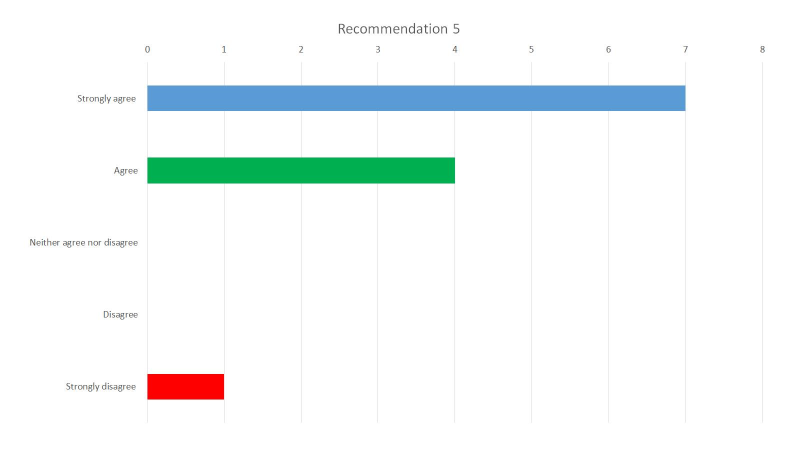 Recommendation 5
0 1 2 3 4 5 6 7 8
Strongly agree
Agree
Neither agree nor disagree
Disagree
Strongly disagree